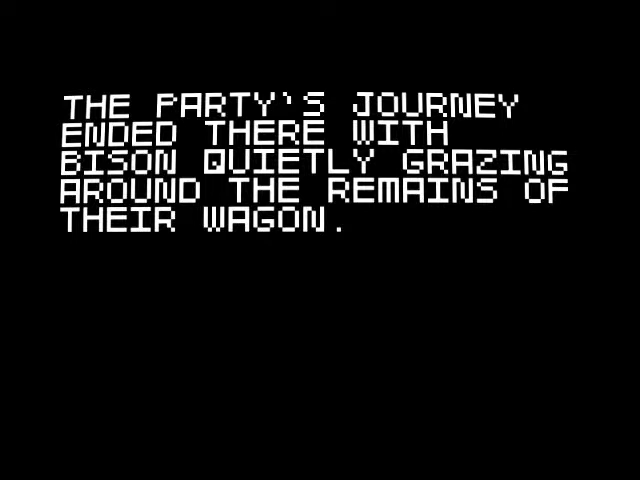 THE PARTY'S JOURNEY
ENDED THERE WITH
BISON QUIETLY GRAZING
AROUND THE REMAINS OF
THEIR WAGON.